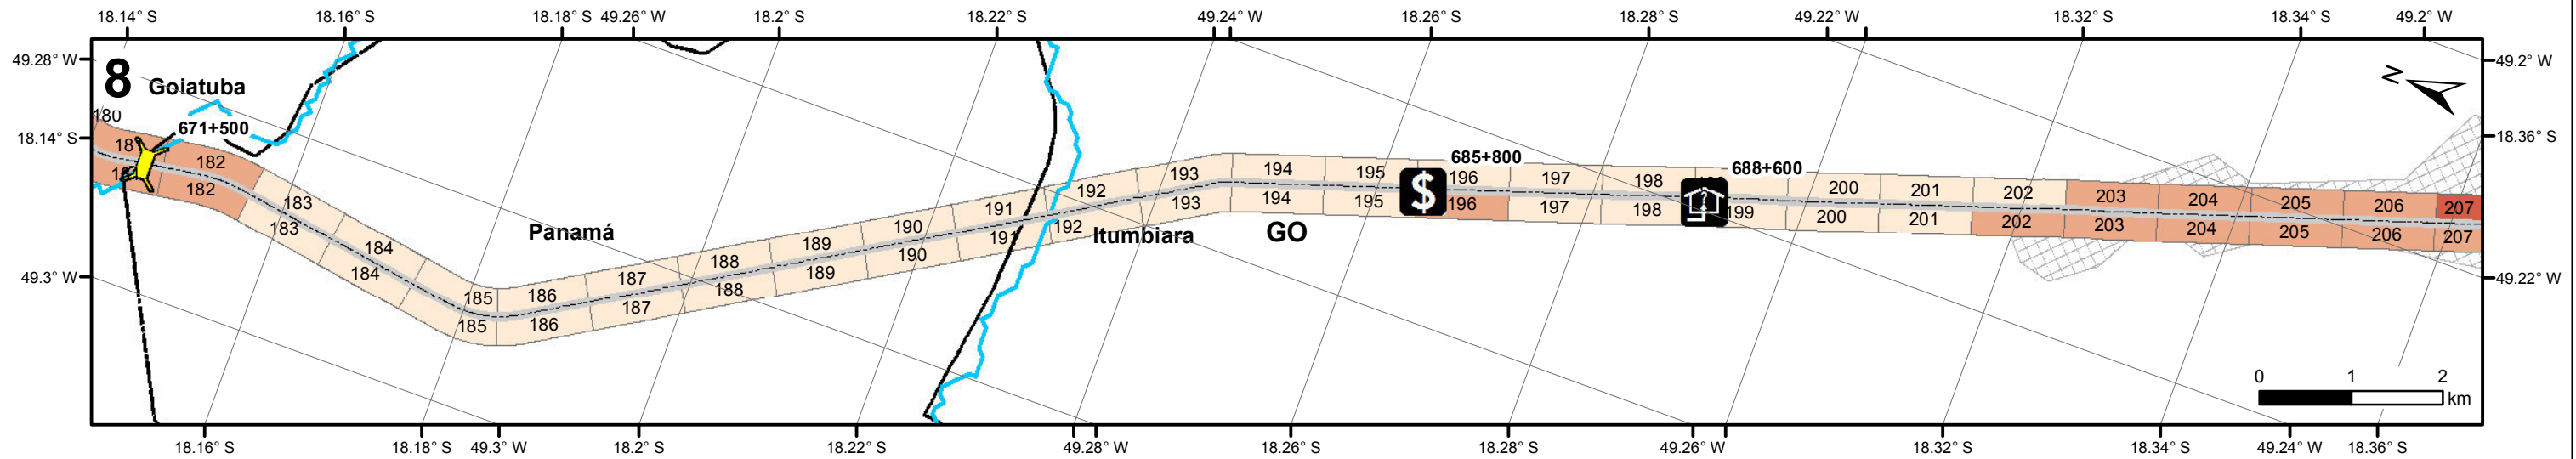 18.14° S 18.16° S 18.18° S 49.26° W 18.2° S 18.22° S 49.24° W 18.26° S 18.28° S 49.22° W 18.32° S 18.34° S 49.2° W
49.28° W 49.2° W
8 Goiatuba
N
180
671+500
18.14° S 18.36° S
181 182 183 184 185 186 187 188 189 190 191 192 193 194 195 196 197 198 200 201 202 203 204 205 206 207
685+800 688+600
182 183 184 185 186 187 188 189 190 191 192 193 194 195 196 197 198 199 200 201 202 203 204 205 206 207
Panamá Itumbiara GO
$
?
49.3° W 49.22° W
0 1 2
km
18.16° S 18.18° S 49.3° W 18.2° S 18.22° S 49.28° W 18.26° S 18.28° S 49.26° W 18.32° S 18.34° S 49.24° W 18.36° S